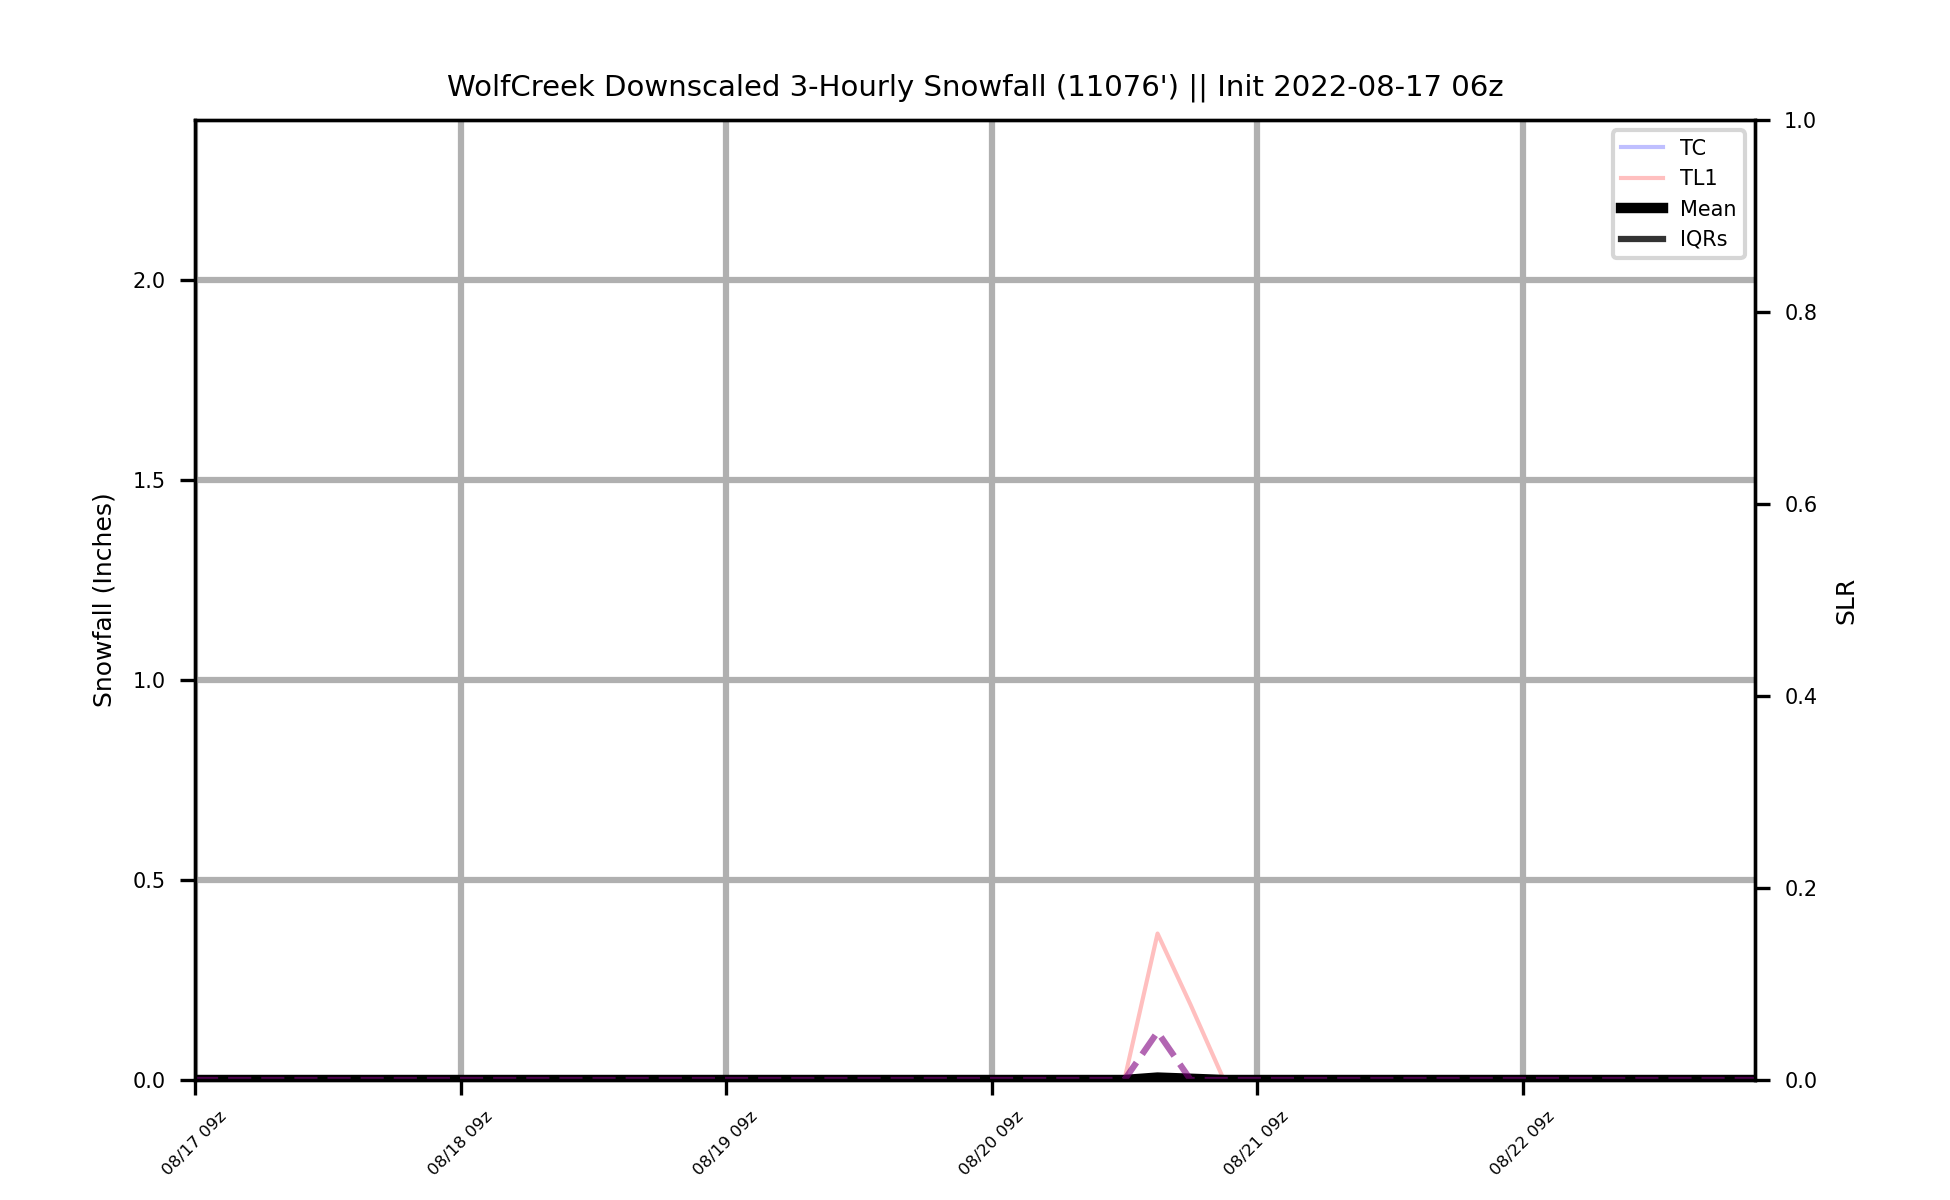 WolfCreek Downscaled 3-Hourly Snowfall (11076') || Init 2022-08-17 06z
TC
TL1
Mean
IQRs
Snowfall (Inches)
2.0
1.5
1.0
0.5
0.0
1.0
0.8
0.6
0.4
0.2
0.0
SLR
08/17 09z
08/18 09z
08/19 09z
08/20 09z
08/21 09z
08/22 09z